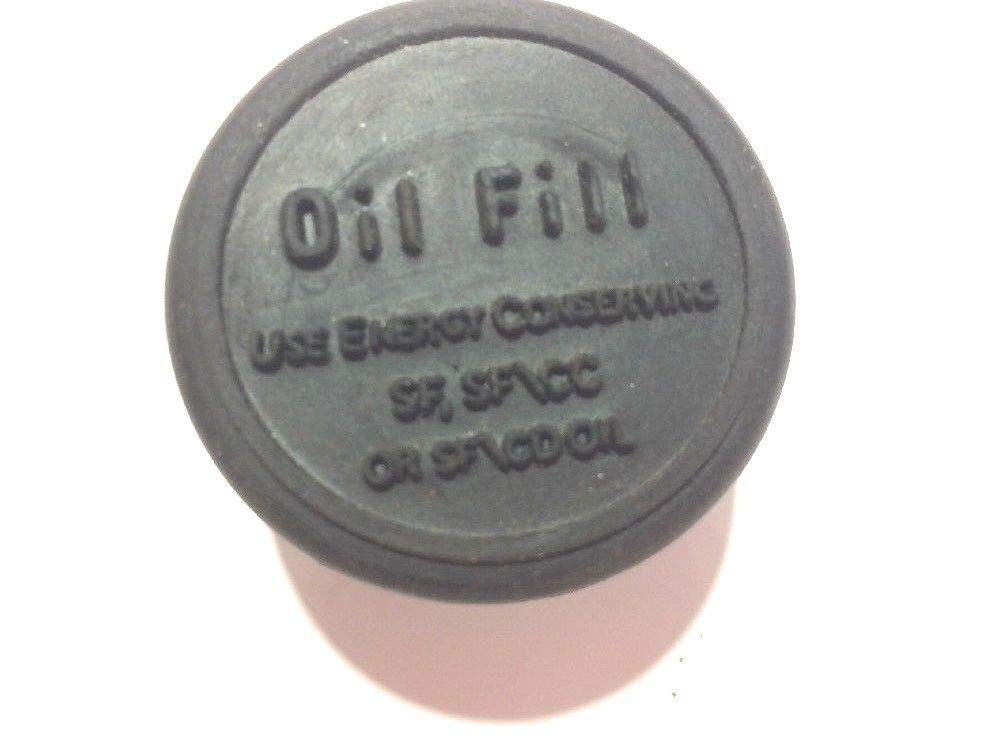 Oil Fill
USE ENERGY CONSERVING
SF, SF\CC
OR SF\CD OIL